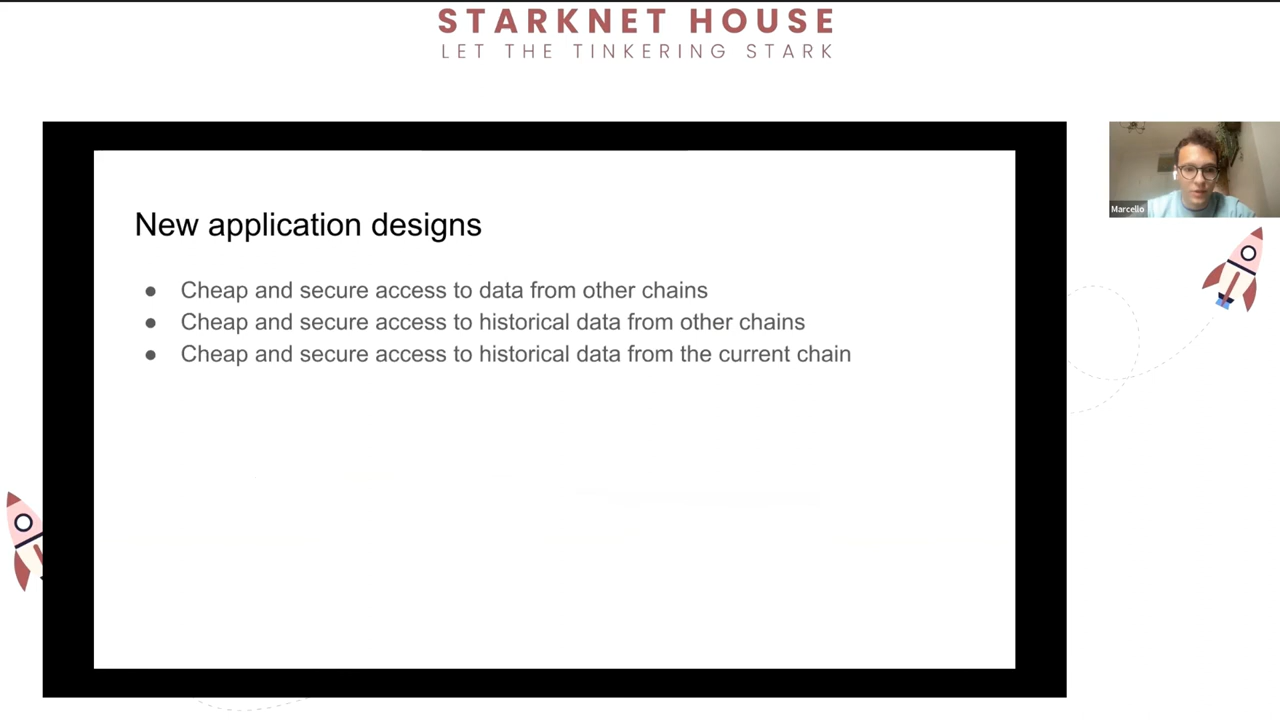 STARKNET HOUSE
LET THE TINKERING STARK
New application designs
● Cheap and secure access to data from other chains
● Cheap and secure access to historical data from other chains
● Cheap and secure access to historical data from the current chain
Marcello